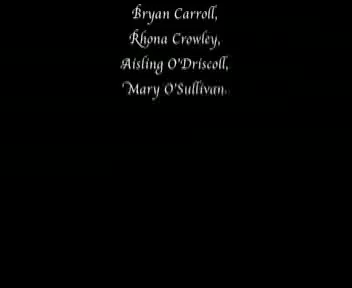 Bryan Carroll,
Rhona Crowley,
Aisling O'Driscoll,
Mary O'Sullivan.